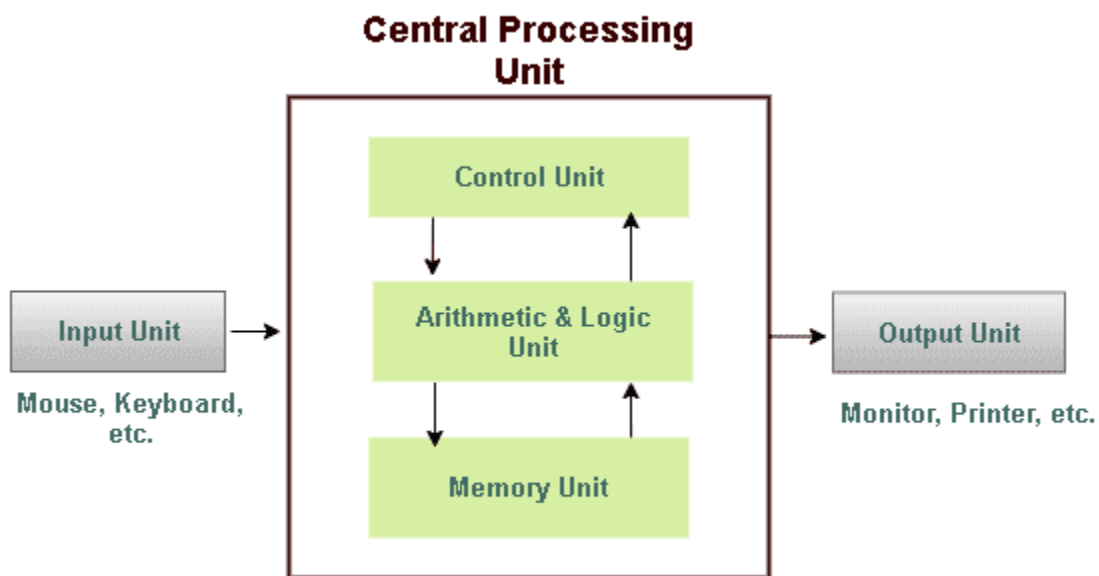 Central Processing
Unit
Control Unit
Arithmetic & Logic
Unit
Memory Unit
Input Unit
Mouse, Keyboard,
etc.
Output Unit
Monitor, Printer, etc.